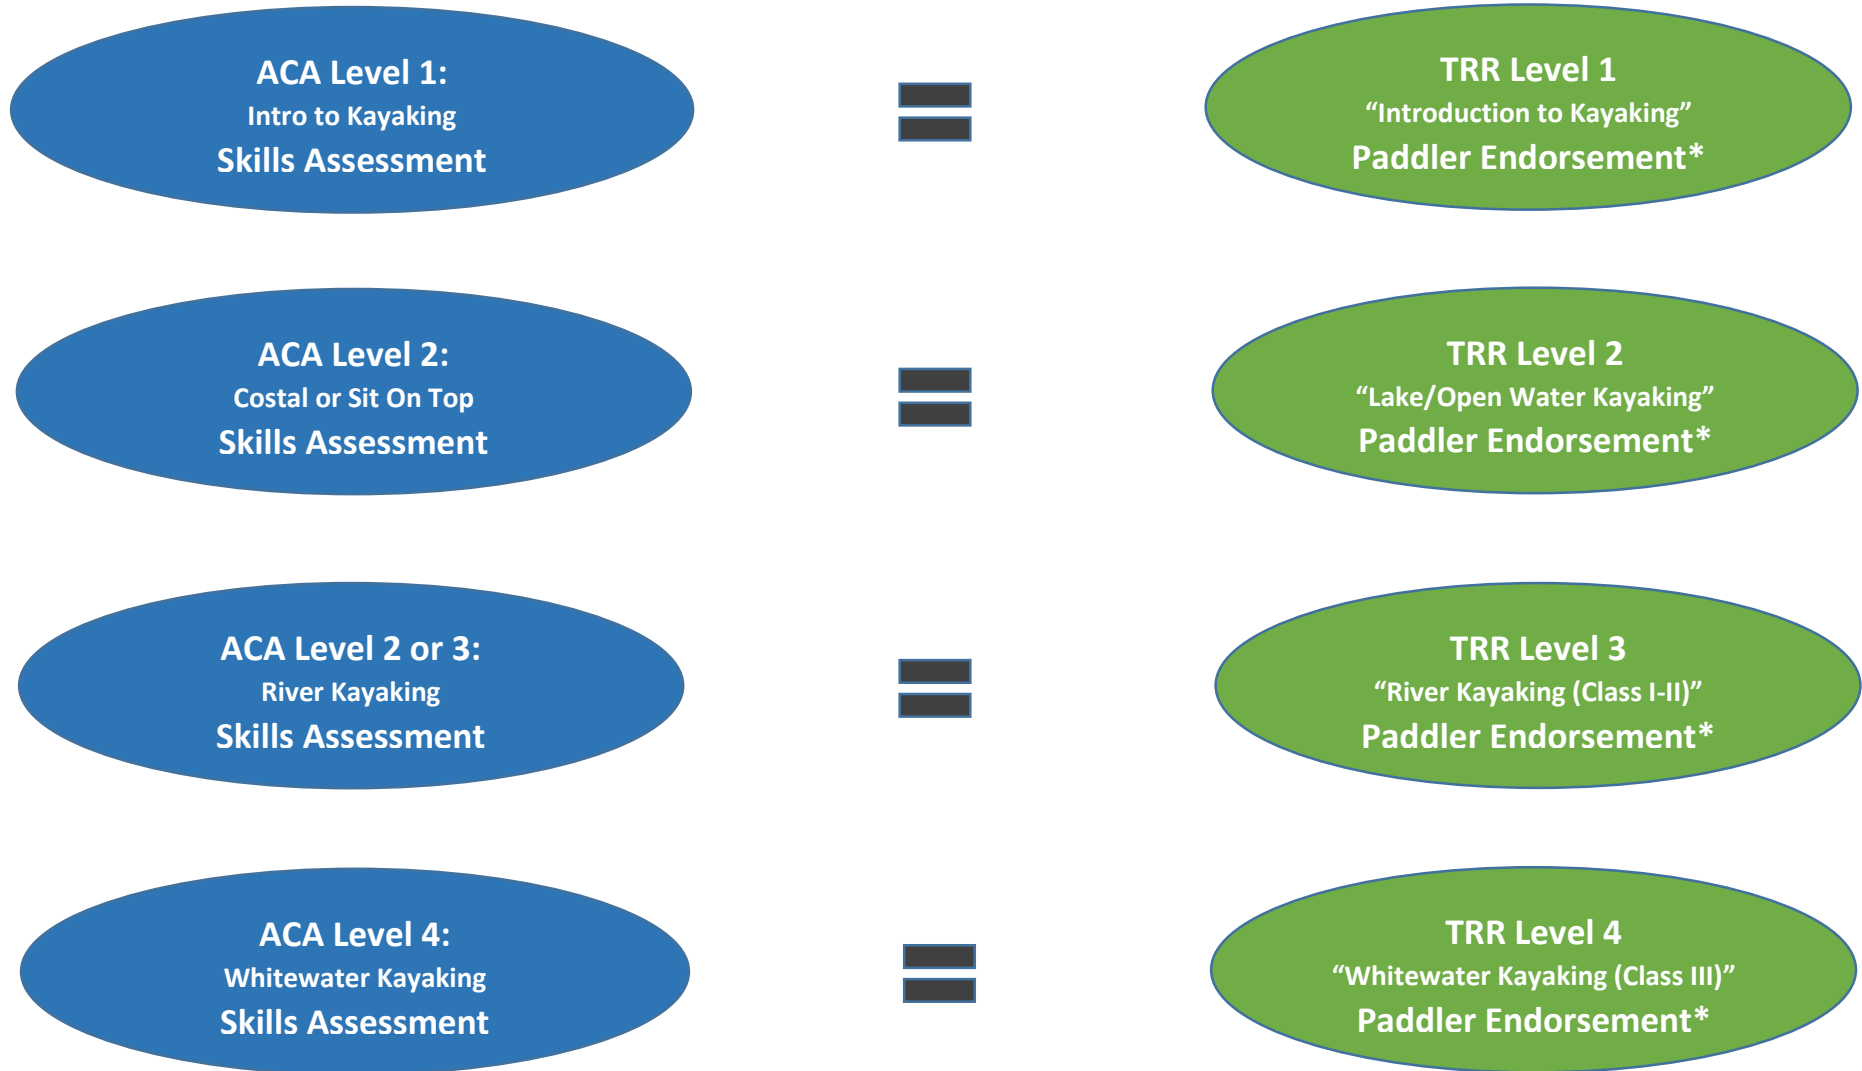 ACA Level 1:
Intro to Kayaking
Skills Assessment
TRR Level 1
“Introduction to Kayaking”
Paddler Endorsement*
ACA Level 2:
Costal or Sit On Top
Skills Assessment
TRR Level 2
“Lake/Open Water Kayaking”
Paddler Endorsement*
ACA Level 2 or 3:
River Kayaking
Skills Assessment
TRR Level 3
“River Kayaking (Class I-II)”
Paddler Endorsement*
ACA Level 4:
Whitewater Kayaking
Skills Assessment
TRR Level 4
“Whitewater Kayaking (Class III)”
Paddler Endorsement*